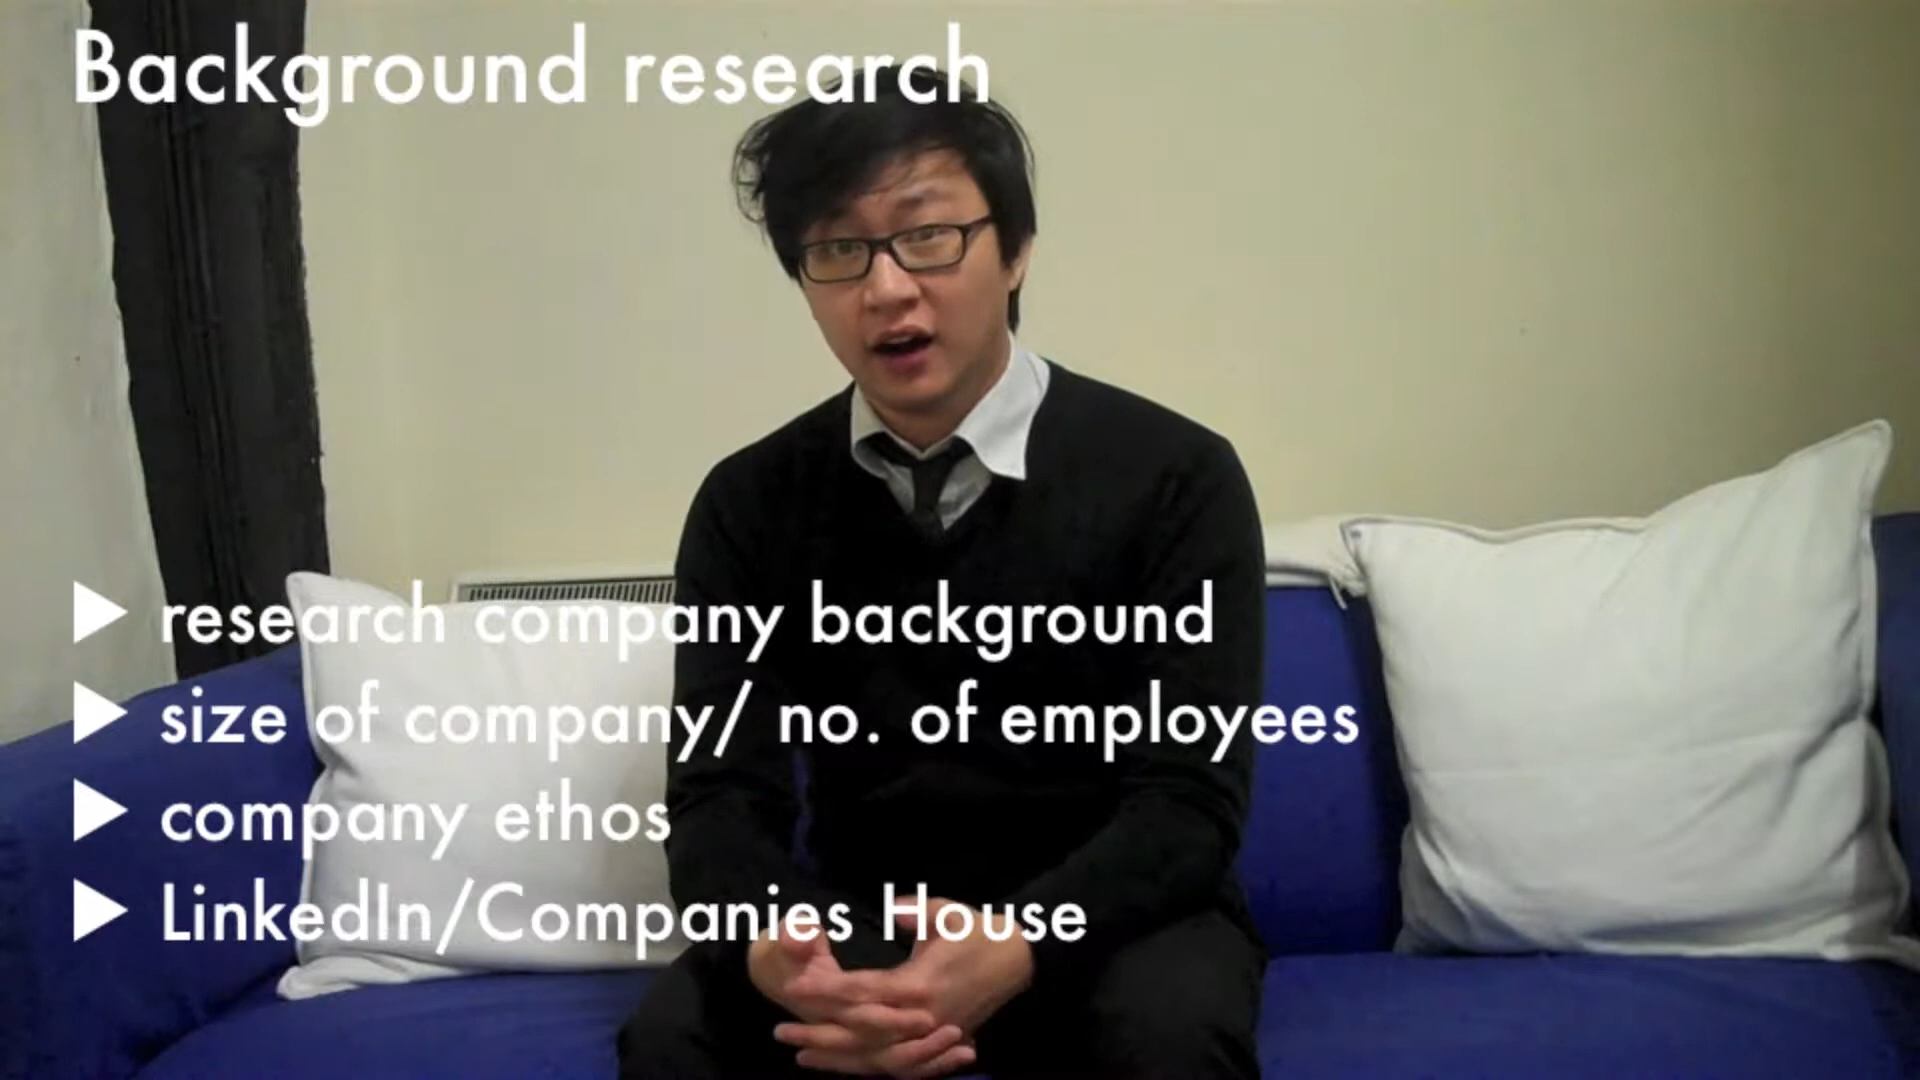 Background research
research company background
size of company/ no. of employees
company ethos
LinkedIn/Companies House